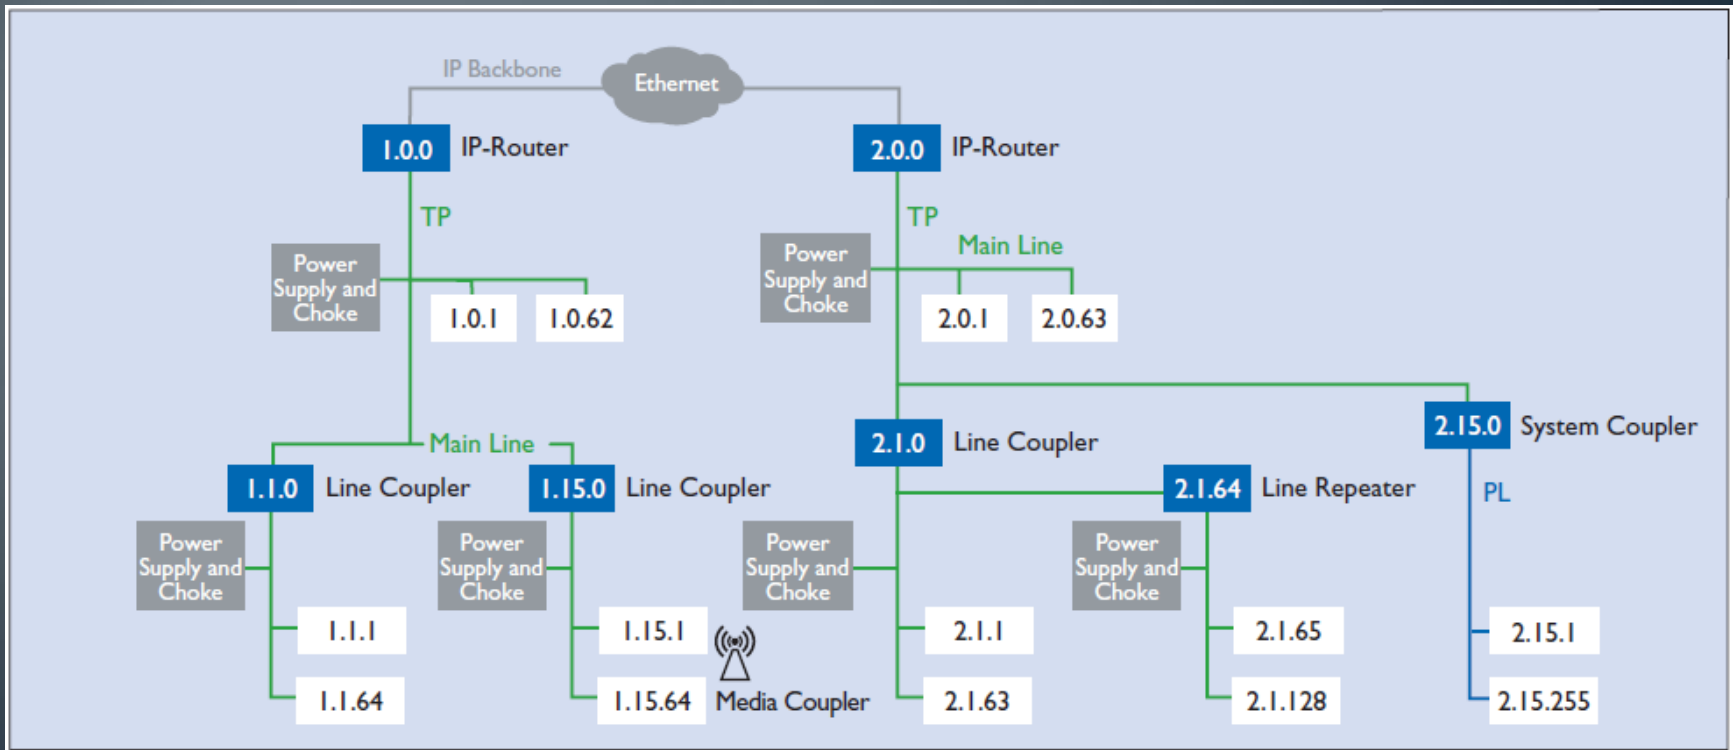 IP Backbone
Ethernet
1.0.0
IP-Router
2.0.0
IP-Router
TP
TP
Power
Supply and
Choke
1.0.1
1.0.62
Power
Supply and
Choke
Main Line
2.0.1
2.0.63
Main Line
1.1.0
Line Coupler
1.15.0
Line Coupler
2.1.0
Line Coupler
2.1.64
Line Repeater
2.15.0
System Coupler
PL
Power
Supply and
Choke
Power
Supply and
Choke
Power
Supply and
Choke
Power
Supply and
Choke
1.1.1
1.15.1
2.1.1
2.1.65
2.15.1
1.1.64
1.15.64
Media Coupler
2.1.63
2.1.128
2.15.255